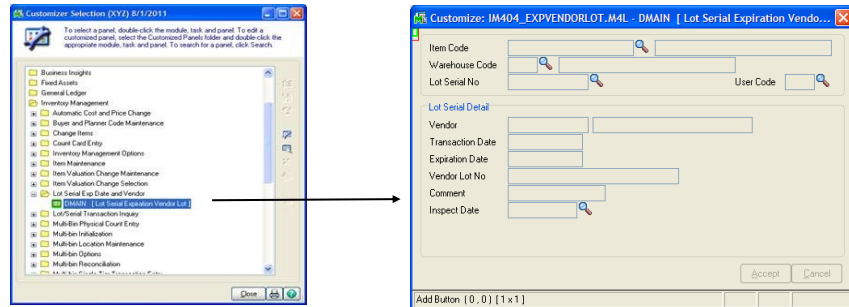 Customizer Selection (XYZ) 8/1/2011
To select a panel, double-click the module, task and panel. To edit a
customized panel, select the Customized Panels folder and double-click the
appropriate module, task and panel. To search for a panel, click Search.
Business Insights
Fixed Assets
General Ledger
Inventory Management
Automatic Cost and Price Change
Buyer and Planner Code Maintenance
Change Items
Count Card Entry
Inventory Management Options
Item Maintenance
Item Valuation Change Maintenance
Item Valuation Change Selection
Lot Serial Exp Date and Vendor
DMAIN [ Lot Serial Expiration Vendor Lot ]
Lot/Serial Transaction Inquiry
Multi-Bin Physical Count Entry
Multi-bin Initialization
Multi-bin Location Maintenance
Multi-bin Options
Multi-bin Reconciliation
Close
Customize: IM404_EXPVENDORLOT.M4L - DMAIN [ Lot Serial Expiration Vendo...
Item Code
Warehouse Code
Lot Serial No
User Code
Lot Serial Detail
Vendor
Transaction Date
Expiration Date
Vendor Lot No
Comment
Inspect Date
Accept
Cancel
Add Button ( 0 , 0 ) [ 1 x 1 ]